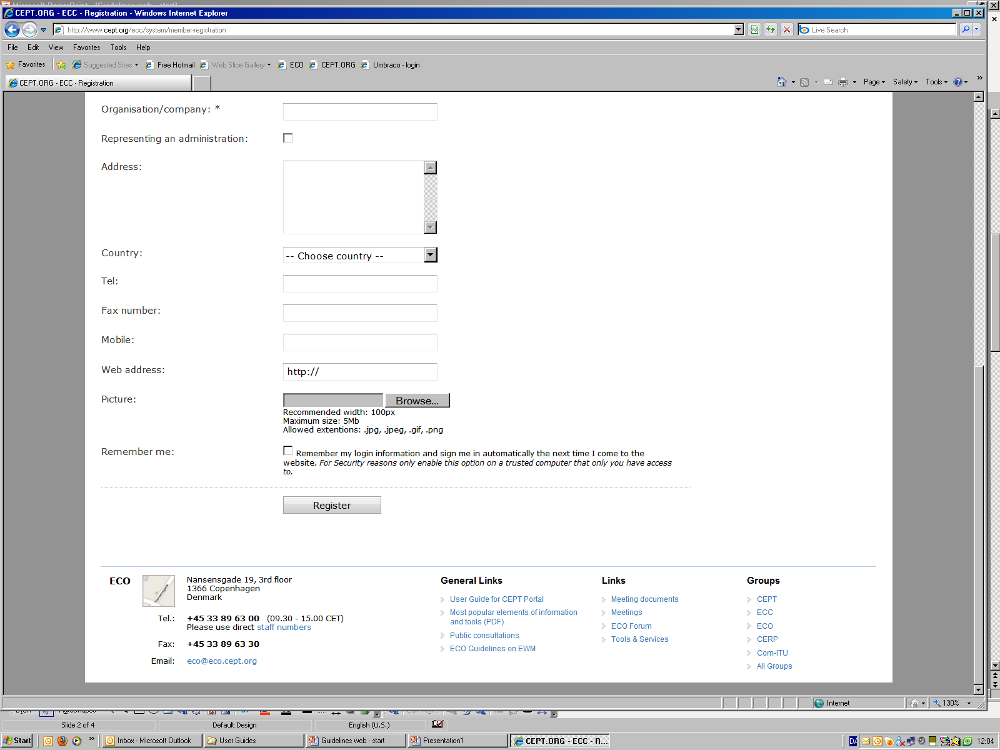 CEPT.ORG - ECC - Registration - Windows Internet Explorer
http://www.cept.org/ecc/system/member-registration
Live Search
File Edit View Favorites Tools Help
Favorites Suggested Sites Free Hotmail Web Slice Gallery ECO CEPT.ORG Umbraco - login
CEPT.ORG - ECC - Registration
Page Safety Tools
Organisation/company: *
Representing an administration:
Address:
Country: -- Choose country --
Tel:
Fax number:
Mobile:
Web address: http://
Picture: Browse...
Recommended width: 100px
Maximum size: 5Mb
Allowed extentions: .jpg, .jpeg, .gif, .png
Remember me: Remember my login information and sign me in automatically the next time I come to the
website. For Security reasons only enable this option on a trusted computer that only you have access
to.
Register
ECO
Nansensgade 19, 3rd floor
1366 Copenhagen
Denmark
Tel.: +45 33 89 63 00 (09.30 - 15.00 CET)
Please use direct staff numbers
Fax: +45 33 89 63 30
Email: eco@eco.cept.org
General Links
User Guide for CEPT Portal
Most popular elements of information
and tools (PDF)
Public consultations
ECO Guidelines on EWM
Links
Meeting documents
Meetings
ECO Forum
Tools & Services
Groups
CEPT
ECC
ECO
CERP
Com-ITU
All Groups
Internet 130%
Slide 2 of 4 Default Design English (U.S.)
Start Inbox - Microsoft Outlook User Guides Guidelines web - start Presentation1 CEPT.ORG - ECC - R... 12:04